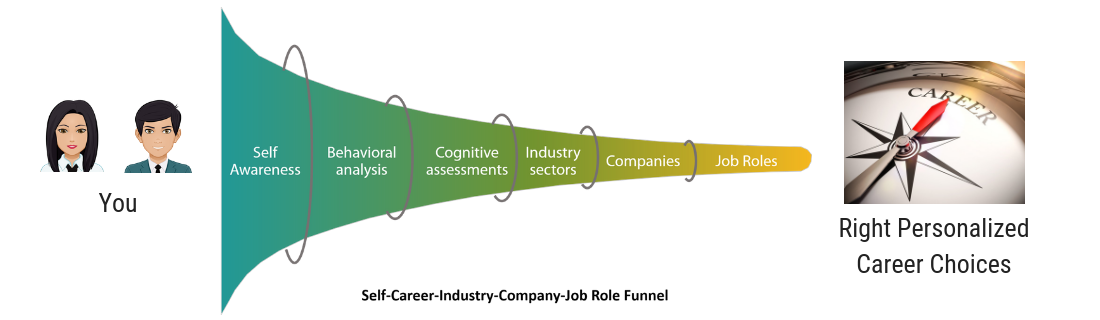 You
Self
Awareness
Behavioral
analysis
Cognitive
assessments
Industry
sectors
Companies
Job Roles
CAREER
Right Personalized
Career Choices
Self-Career-Industry-Company-Job Role Funnel